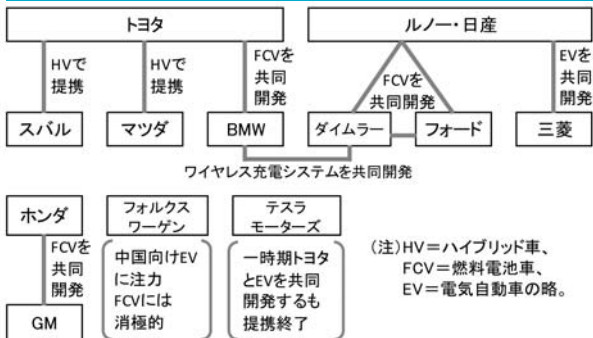 トヨタ
ルノー・日産
HVで
提携
HVで
提携
FCVを
共同
開発
FCVを
共同開発
EVを
共同
開発
スバル
マツダ
BMW
ダイムラー
フォード
三菱
ワイヤレス充電システムを共同開発
ホンダ
FCVを
共同
開発
GM
フォルクス
ワーゲン
中国向けEV
に注力
FCVには
消極的
テスラ
モーターズ
一時期トヨタ
とEVを共同
開発するも
提携終了
(注)HV=ハイブリッド車、
FCV=燃料電池車、
EV=電気自動車の略。